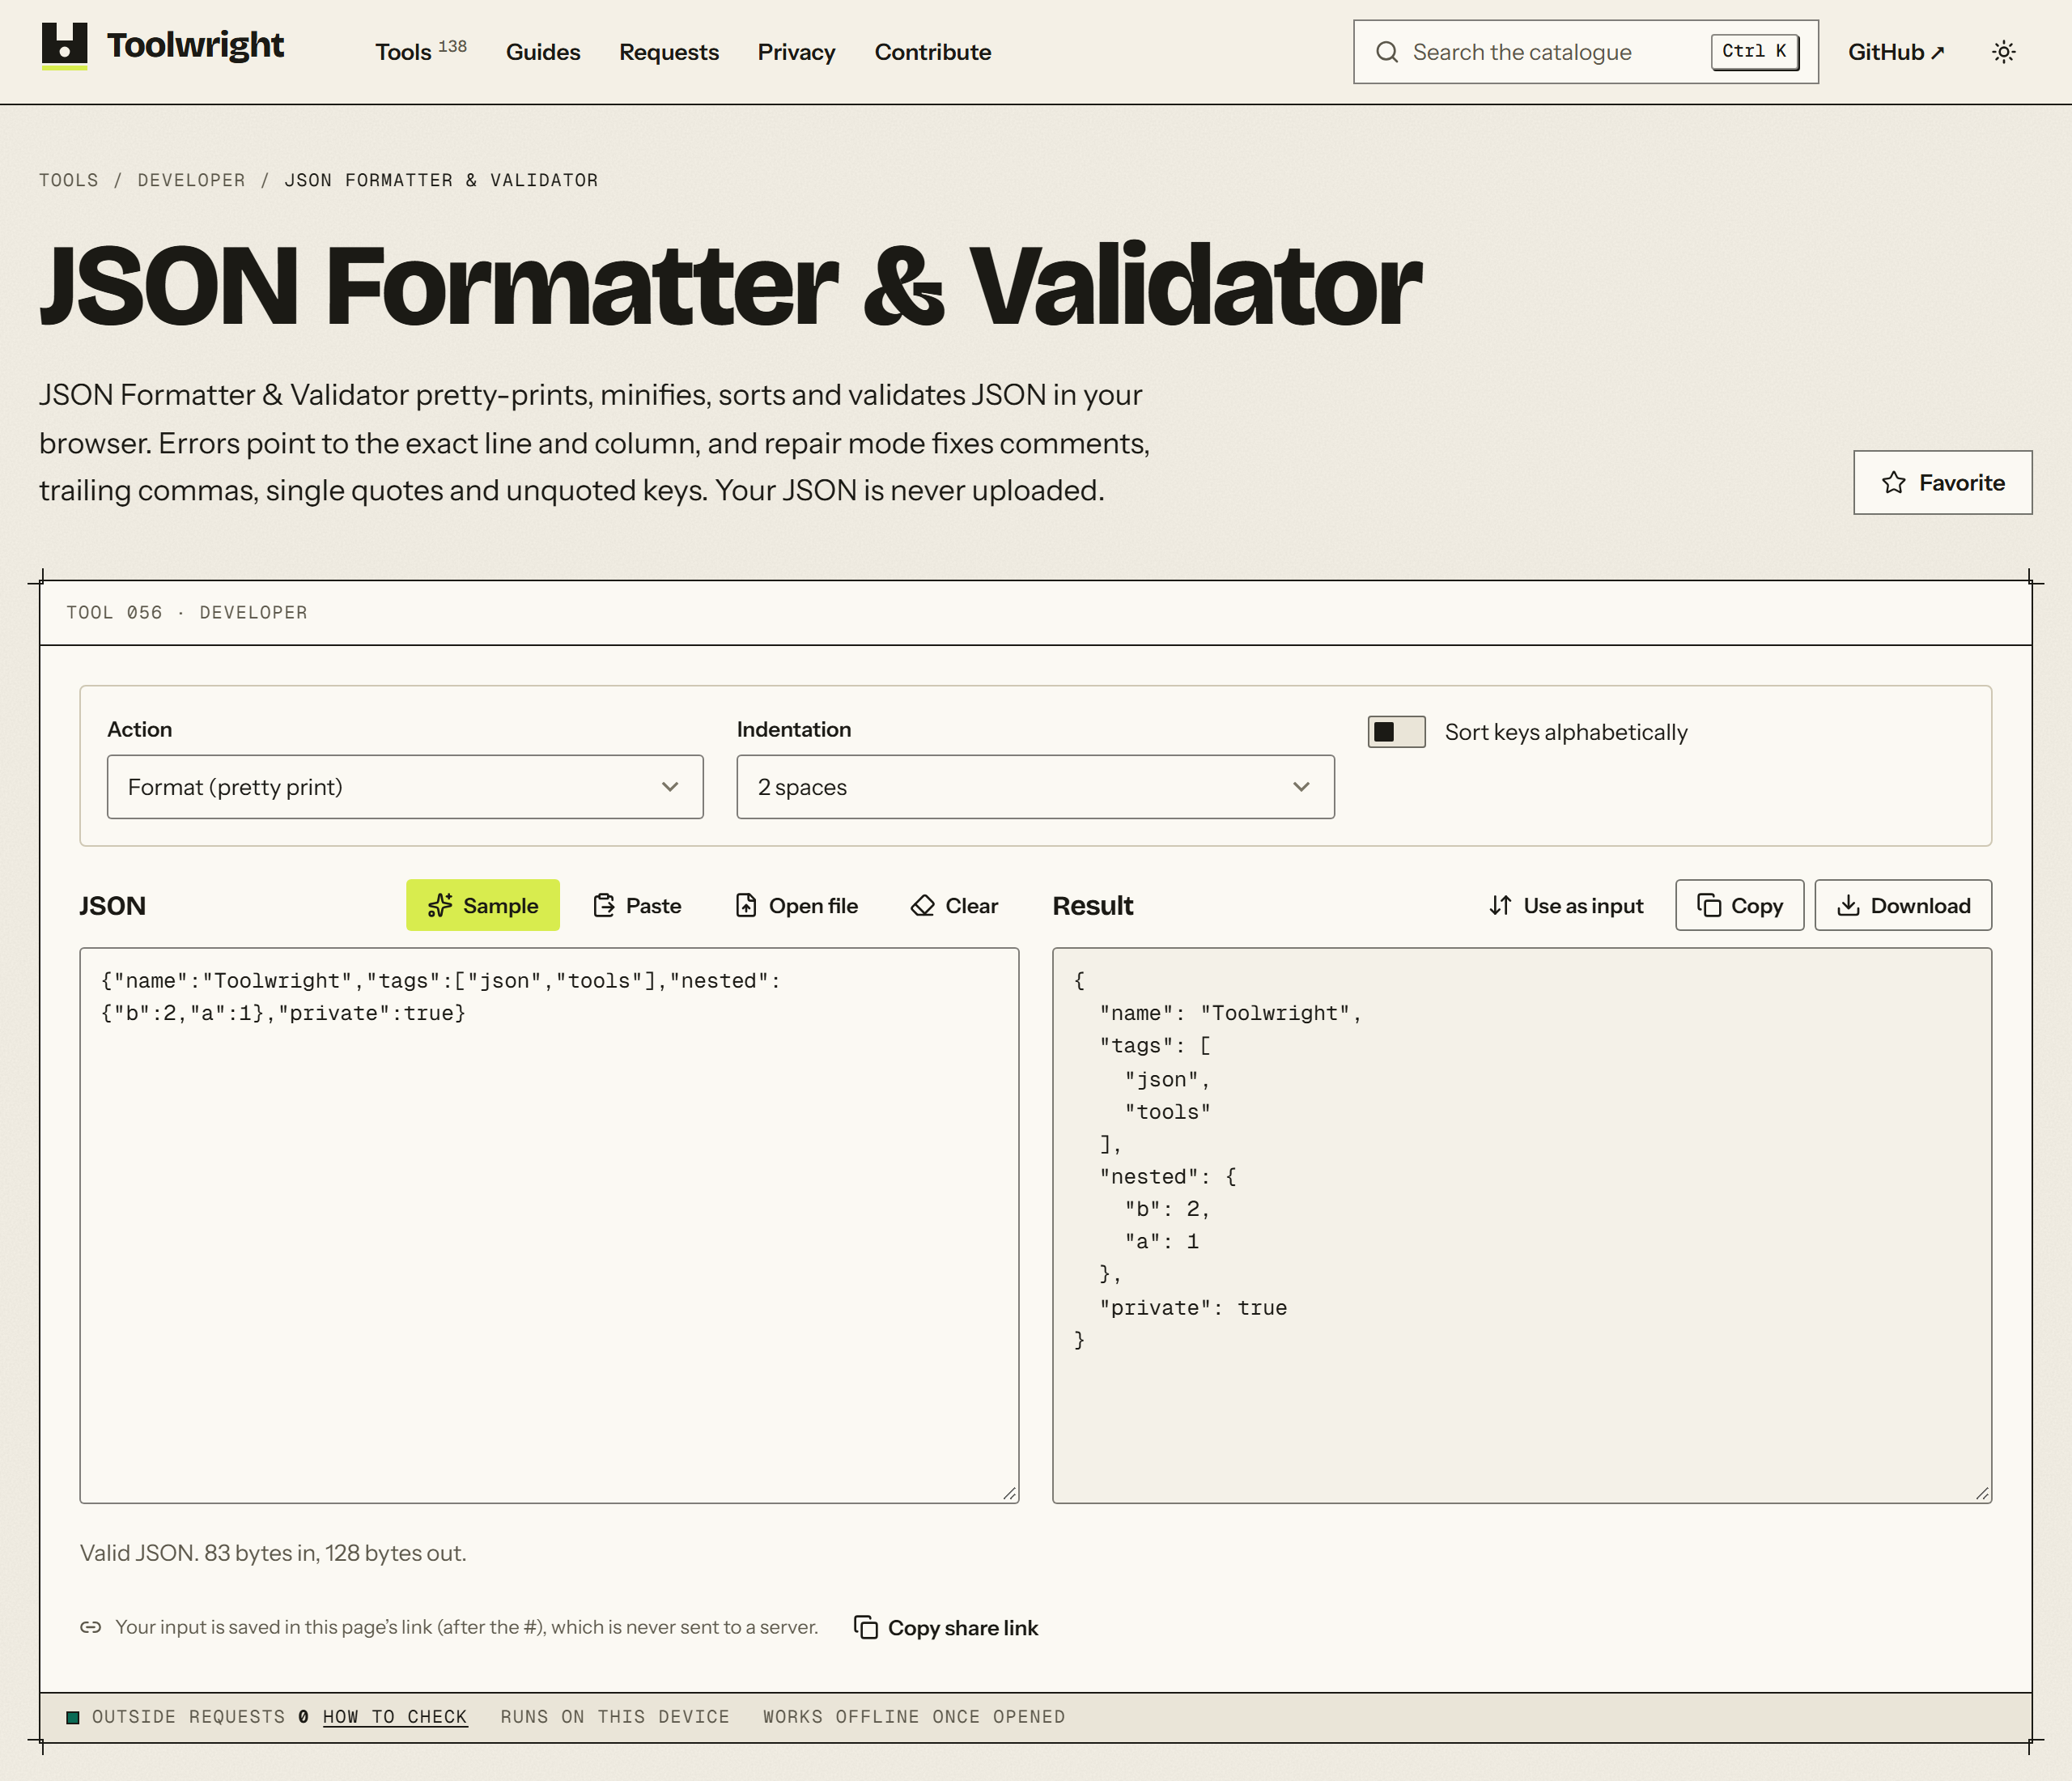 Toolwright
Tools 138
Guides
Requests
Privacy
Contribute
Search the catalogue
Ctrl K
GitHub ↗
TOOLS / DEVELOPER / JSON FORMATTER & VALIDATOR
JSON Formatter & Validator
JSON Formatter & Validator pretty-prints, minifies, sorts and validates JSON in your
browser. Errors point to the exact line and column, and repair mode fixes comments,
trailing commas, single quotes and unquoted keys. Your JSON is never uploaded.
Favorite
TOOL 056 · DEVELOPER
Action
Format (pretty print)
Indentation
2 spaces
Sort keys alphabetically
JSON
Sample
Paste
Open file
Clear
{"name":"Toolwright","tags":["json","tools"],"nested":
{"b":2,"a":1},"private":true}
Result
Use as input
Copy
Download
{
  "name": "Toolwright",
  "tags": [
    "json",
    "tools"
  ],
  "nested": {
    "b": 2,
    "a": 1
  },
  "private": true
}
Valid JSON. 83 bytes in, 128 bytes out.
Your input is saved in this page’s link (after the #), which is never sent to a server.
Copy share link
OUTSIDE REQUESTS 0 HOW TO CHECK
RUNS ON THIS DEVICE
WORKS OFFLINE ONCE OPENED